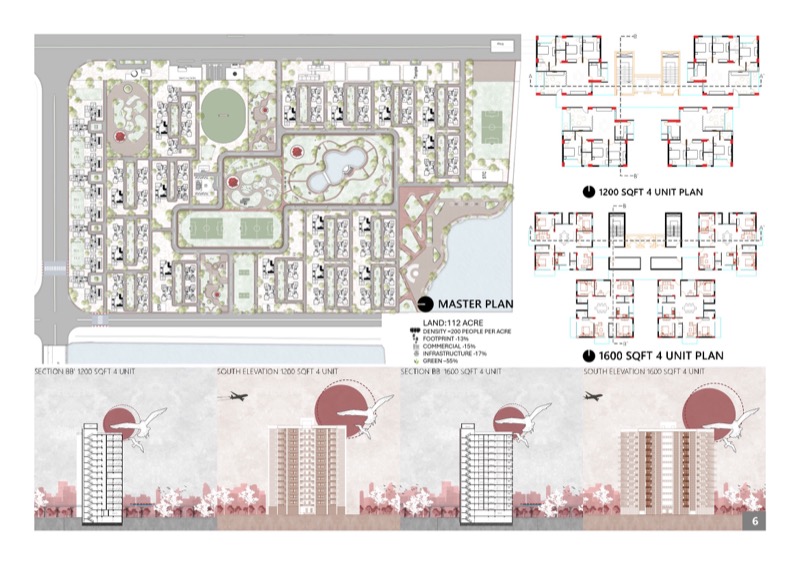 1200 SQFT 4 UNIT PLAN
MASTER PLAN
LAND:112 ACRE
DENSITY =200 PEOPLE PER ACRE
FOOTPRINT -13%
COMMERCIAL -15%
INFRASTRUCTURE -17%
GREEN -55%
1600 SQFT 4 UNIT PLAN
SECTION BB' 1200 SQFT 4 UNIT
SOUTH ELEVATION 1200 SQFT 4 UNIT
SECTION BB' 1600 SQFT 4 UNIT
SOUTH ELEVATION 1600 SQFT 4 UNIT
6